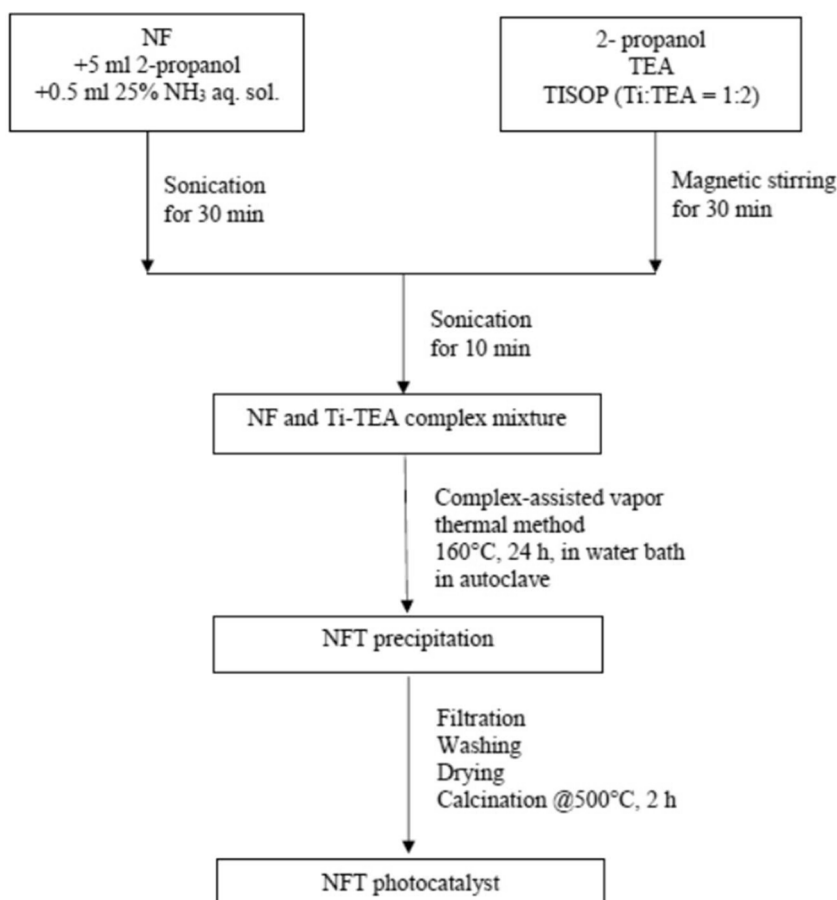 NF
+5 ml 2-propanol
+0.5 ml 25% NH₃ aq. sol.
2- propanol
TEA
TISOP (Ti:TEA = 1:2)
Sonication
for 30 min
Magnetic stirring
for 30 min
Sonication
for 10 min
NF and Ti-TEA complex mixture
Complex-assisted vapor
thermal method
160°C, 24 h, in water bath
in autoclave
NFT precipitation
Filtration
Washing
Drying
Calcination @500°C, 2 h
NFT photocatalyst